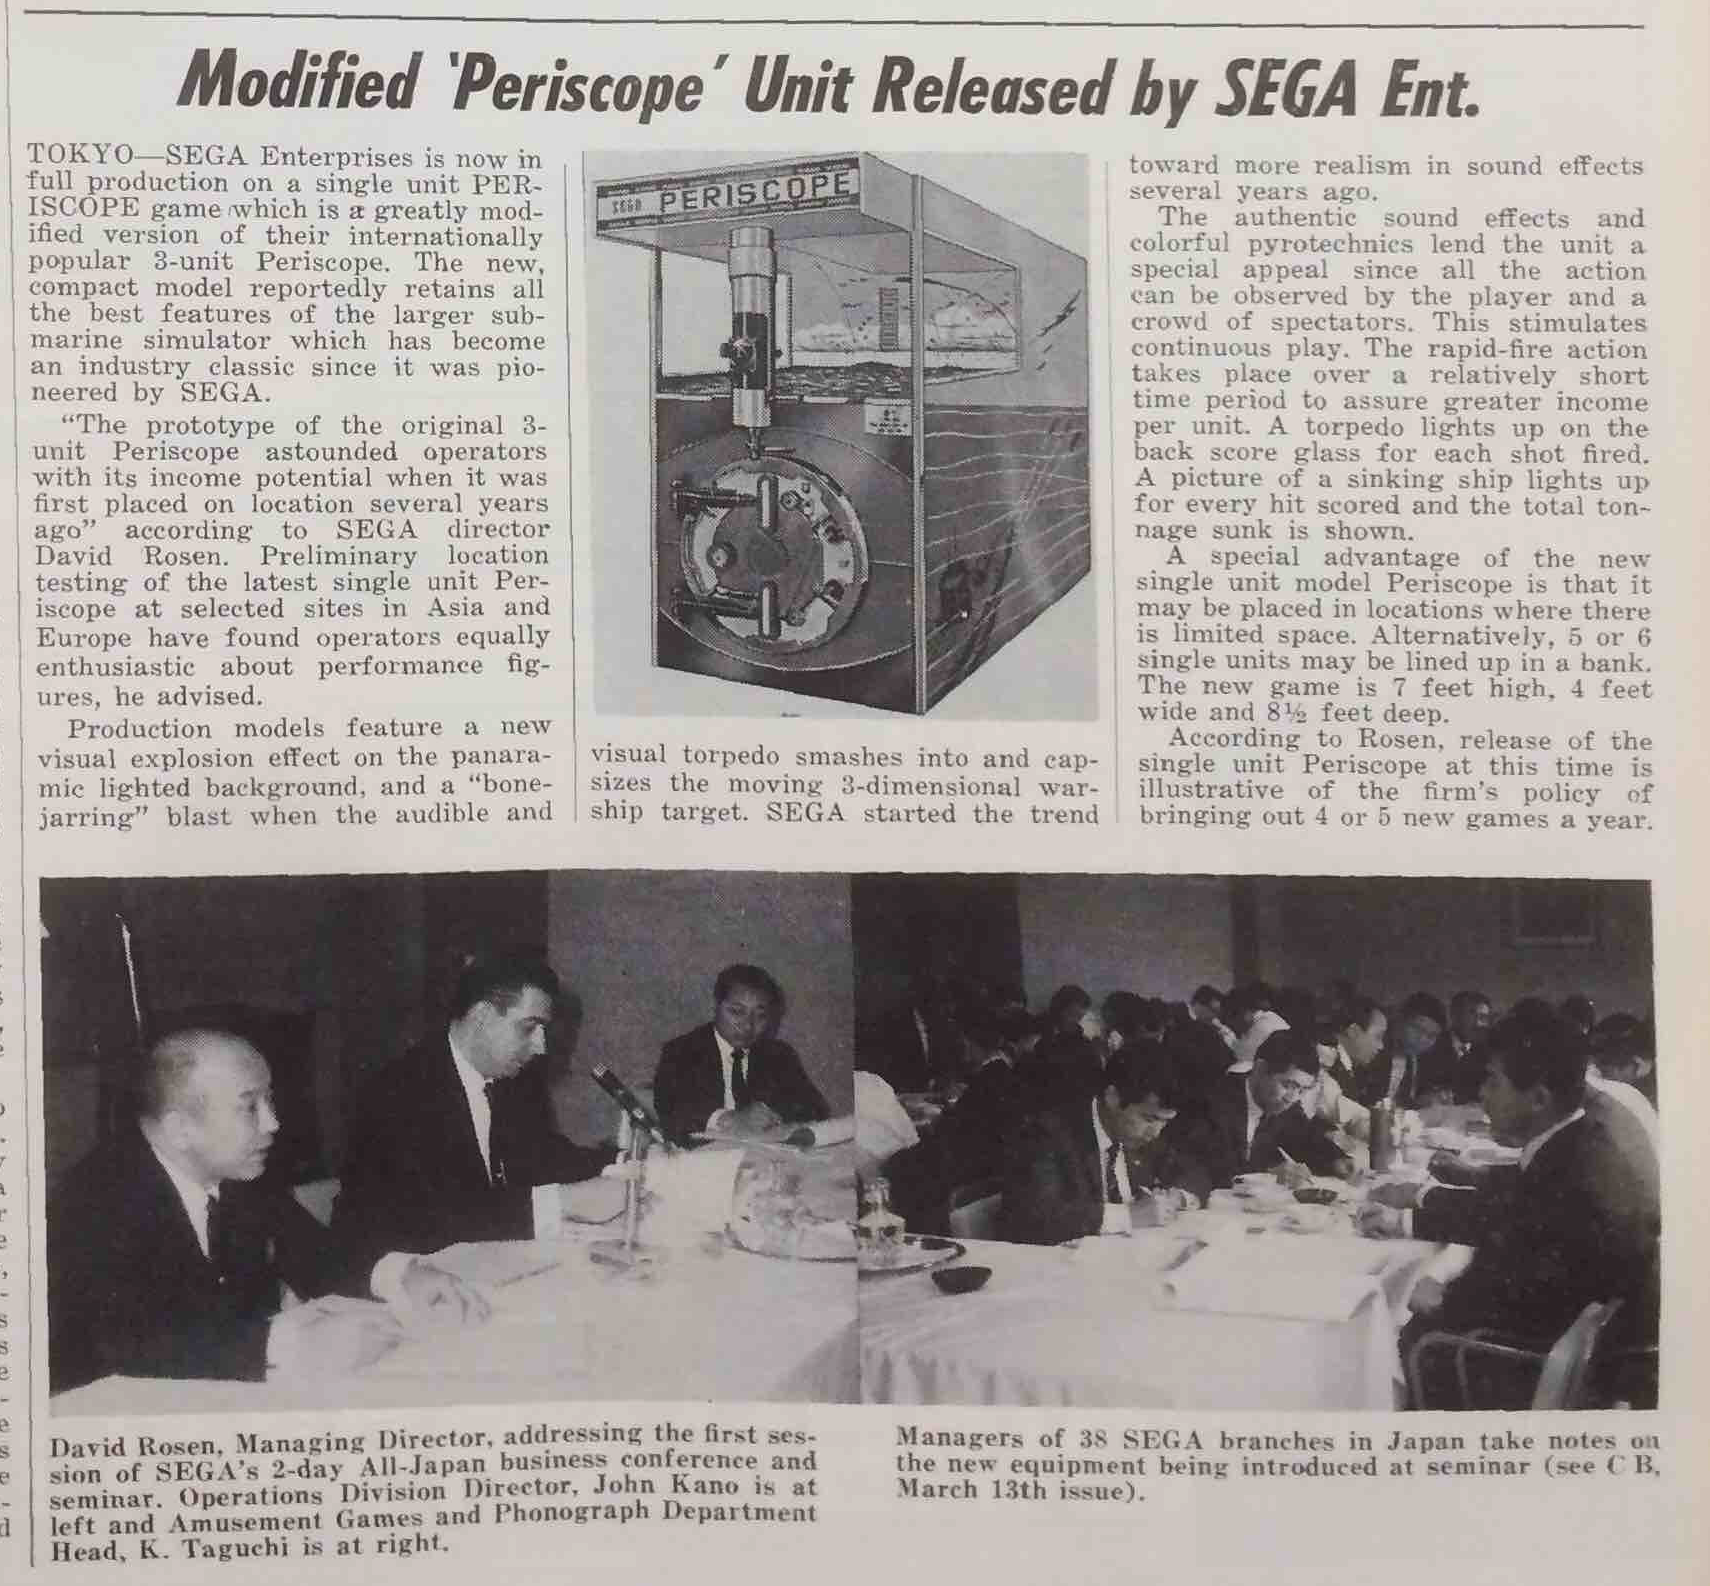 Modified 'Periscope' Unit Released by SEGA Ent.
TOKYO—SEGA Enterprises is now in
full production on a single unit PER-
ISCOPE game which is a greatly mod-
ified version of their internationally
popular 3-unit Periscope. The new,
compact model reportedly retains all
the best features of the larger sub-
marine simulator which has become
an industry classic since it was pio-
neered by SEGA.
"The prototype of the original 3-
unit Periscope astounded operators
with its income potential when it was
first placed on location several years
ago" according to SEGA director
David Rosen. Preliminary location
testing of the latest single unit Per-
iscope at selected sites in Asia and
Europe have found operators equally
enthusiastic about performance fig-
ures, he advised.
Production models feature a new
visual explosion effect on the panara-
mic lighted background, and a "bone-
jarring" blast when the audible and
SEGA PERISCOPE
visual torpedo smashes into and cap-
sizes the moving 3-dimensional war-
ship target. SEGA started the trend
toward more realism in sound effects
several years ago.
The authentic sound effects and
colorful pyrotechnics lend the unit a
special appeal since all the action
can be observed by the player and a
crowd of spectators. This stimulates
continuous play. The rapid-fire action
takes place over a relatively short
time period to assure greater income
per unit. A torpedo lights up on the
back score glass for each shot fired.
A picture of a sinking ship lights up
for every hit scored and the total ton-
nage sunk is shown.
A special advantage of the new
single unit model Periscope is that it
may be placed in locations where there
is limited space. Alternatively, 5 or 6
single units may be lined up in a bank.
The new game is 7 feet high, 4 feet
wide and 8½ feet deep.
According to Rosen, release of the
single unit Periscope at this time is
illustrative of the firm's policy of
bringing out 4 or 5 new games a year.
David Rosen, Managing Director, addressing the first ses-
sion of SEGA's 2-day All-Japan business conference and
seminar. Operations Division Director, John Kano is at
left and Amusement Games and Phonograph Department
Head, K. Taguchi is at right.
Managers of 38 SEGA branches in Japan take notes on
the new equipment being introduced at seminar (see C B,
March 13th issue).